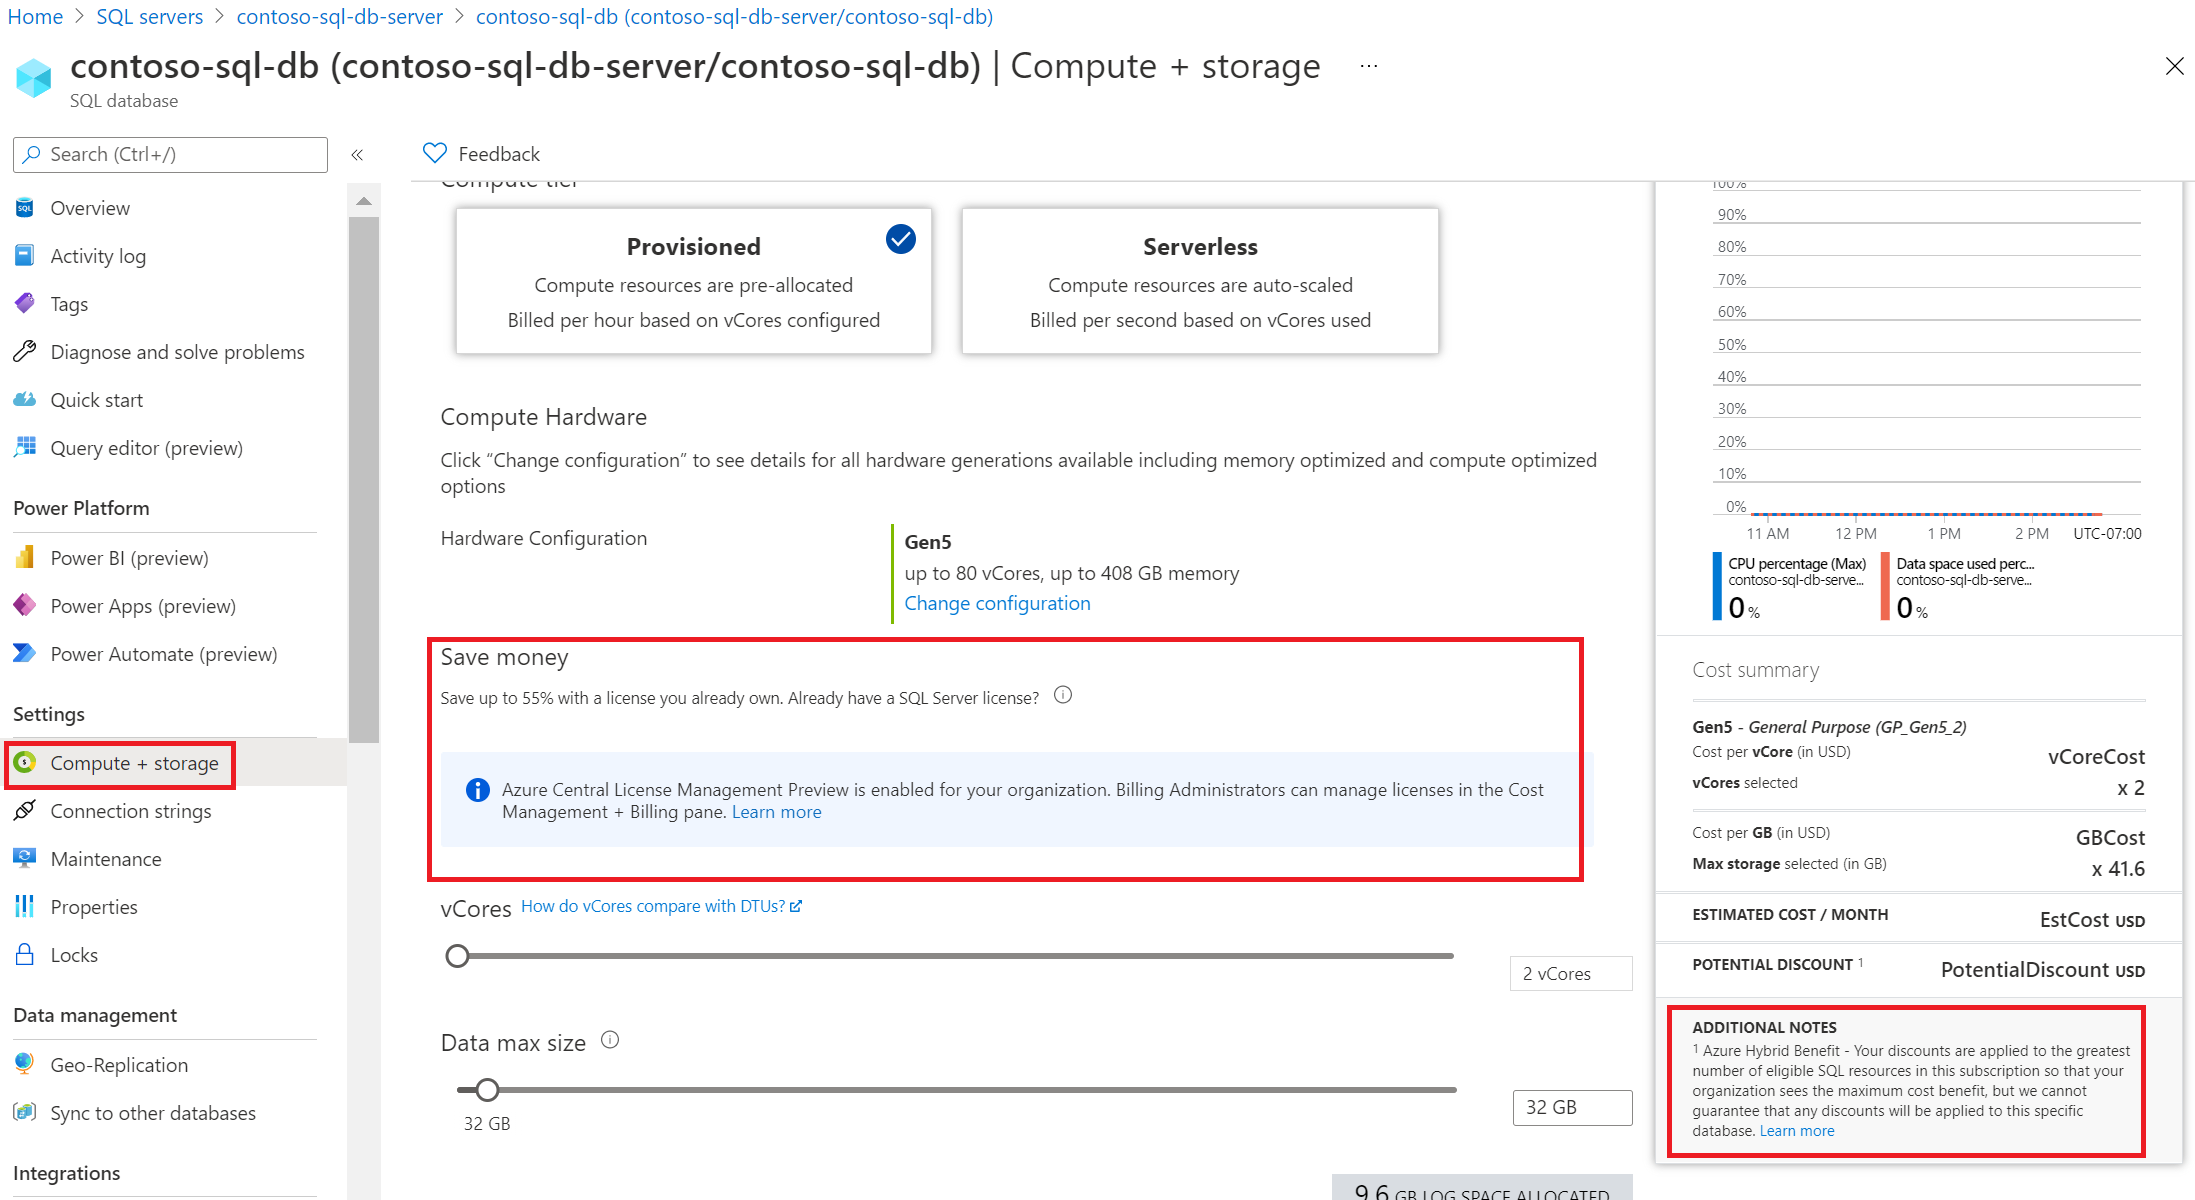 Home > SQL servers > contoso-sql-db-server > contoso-sql-db (contoso-sql-db-server/contoso-sql-db)
contoso-sql-db (contoso-sql-db-server/contoso-sql-db) | Compute + storage ...
SQL database
Search (Ctrl+/)
«
Overview
Activity log
Tags
Diagnose and solve problems
Quick start
Query editor (preview)
Power Platform
Power BI (preview)
Power Apps (preview)
Power Automate (preview)
Settings
Compute + storage
Connection strings
Maintenance
Properties
Locks
Data management
Geo-Replication
Sync to other databases
Integrations
Feedback
Compute tier
Provisioned
Compute resources are pre-allocated
Billed per hour based on vCores configured
Serverless
Compute resources are auto-scaled
Billed per second based on vCores used
Compute Hardware
Click “Change configuration” to see details for all hardware generations available including memory optimized and compute optimized
options
Hardware Configuration
Gen5
up to 80 vCores, up to 408 GB memory
Change configuration
Save money
Save up to 55% with a license you already own. Already have a SQL Server license?
Azure Central License Management Preview is enabled for your organization. Billing Administrators can manage licenses in the Cost
Management + Billing pane. Learn more
vCores How do vCores compare with DTUs?
2 vCores
Data max size
32 GB
32 GB
9.6 GB LOG SPACE ALLOCATED
100%
90%
80%
70%
60%
50%
40%
30%
20%
10%
0%
11 AM 12 PM 1 PM 2 PM UTC-07:00
CPU percentage (Max)
contoso-sql-db-serve...
0 %
Data space used perc...
contoso-sql-db-serve...
0 %
Cost summary
Gen5 - General Purpose (GP_Gen5_2)
Cost per vCore (in USD) vCoreCost
vCores selected x 2
Cost per GB (in USD) GBCost
Max storage selected (in GB) x 41.6
ESTIMATED COST / MONTH EstCost USD
POTENTIAL DISCOUNT 1 PotentialDiscount USD
ADDITIONAL NOTES
1 Azure Hybrid Benefit - Your discounts are applied to the greatest
number of eligible SQL resources in this subscription so that your
organization sees the maximum cost benefit, but we cannot
guarantee that any discounts will be applied to this specific
database. Learn more